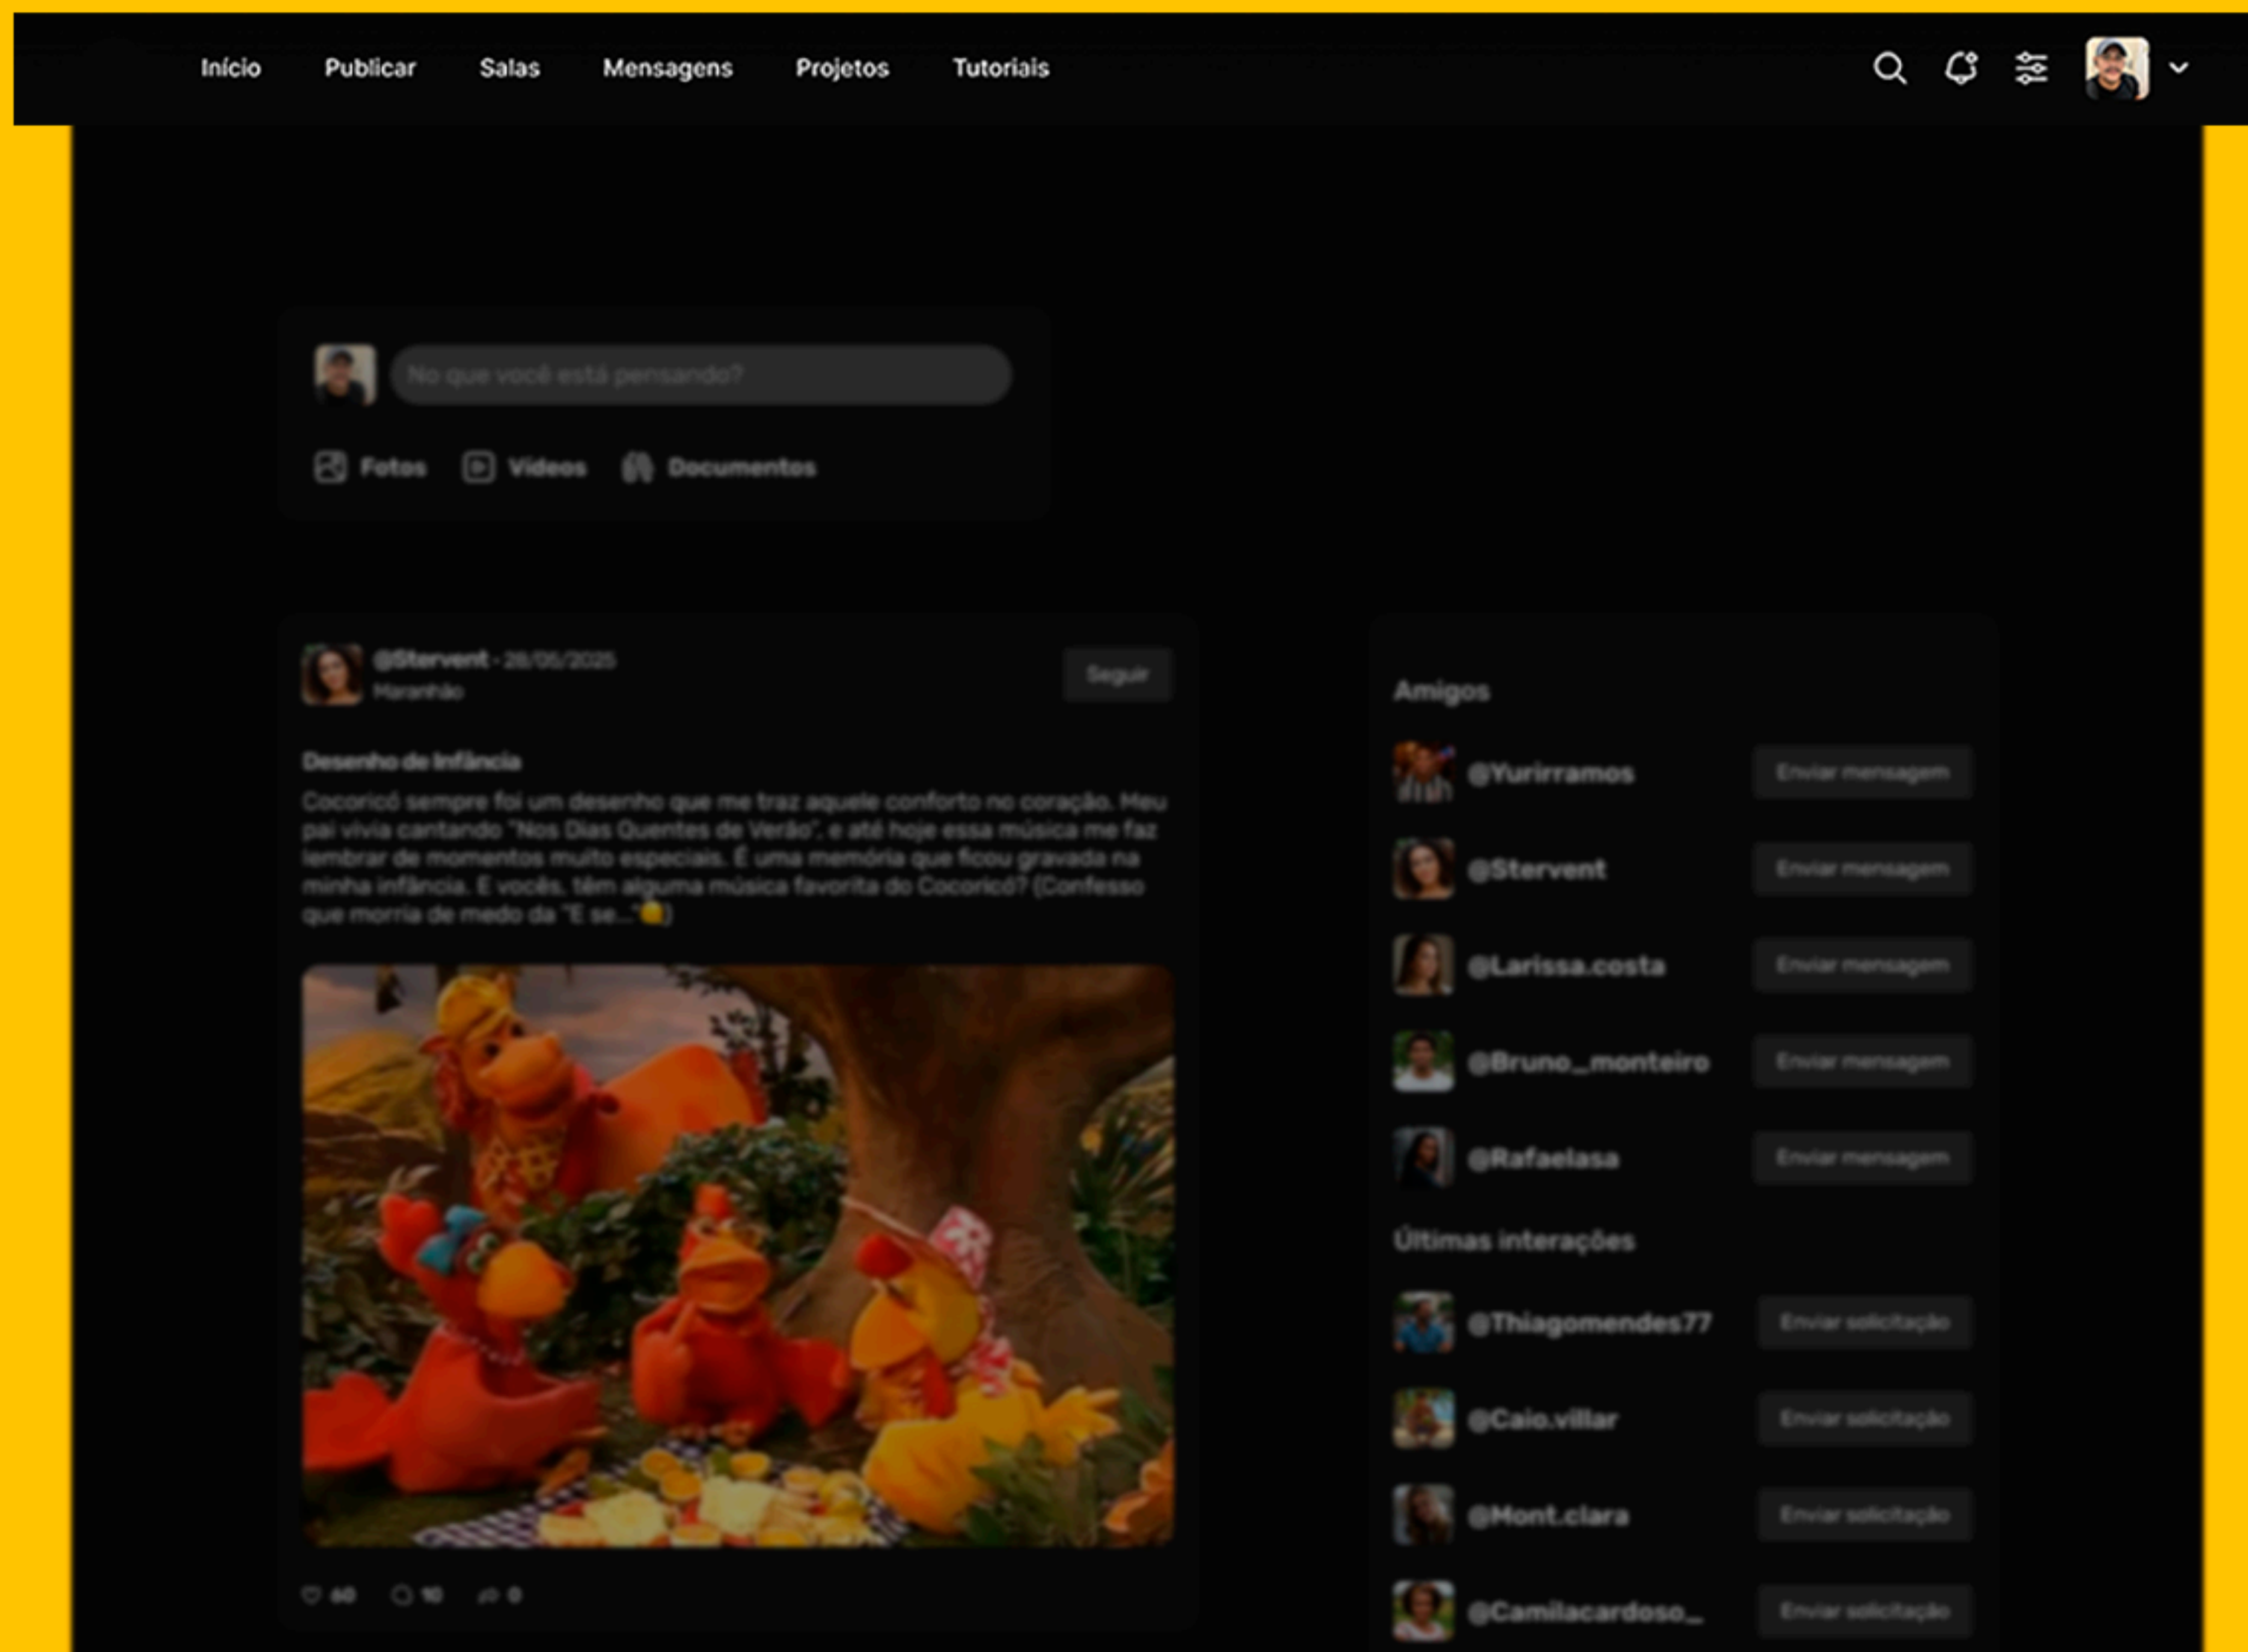 Início Publicar Salas Mensagens Projetos Tutoriais
No que você está pensando?
Fotos Vídeos Documentos
@Stervent · 28/05/2025
Maranhão
Seguir
Desenho de Infância
Cocoricó sempre foi um desenho que me traz aquele conforto no coração. Meu
pai vivia cantando "Nos Dias Quentes de Verão", e até hoje essa música me faz
lembrar de momentos muito especiais. É uma memória que ficou gravada na
minha infância. E vocês, têm alguma música favorita do Cocoricó? (Confesso
que morria de medo da "E se...")
60 10 0
Amigos
@Yurirramos Enviar mensagem
@Stervent Enviar mensagem
@Larissa.costa Enviar mensagem
@Bruno_monteiro Enviar mensagem
@Rafaelasa Enviar mensagem
Últimas interações
@Thiagomendes77 Enviar solicitação
@Caio.villar Enviar solicitação
@Mont.clara Enviar solicitação
@Camilacardoso_ Enviar solicitação